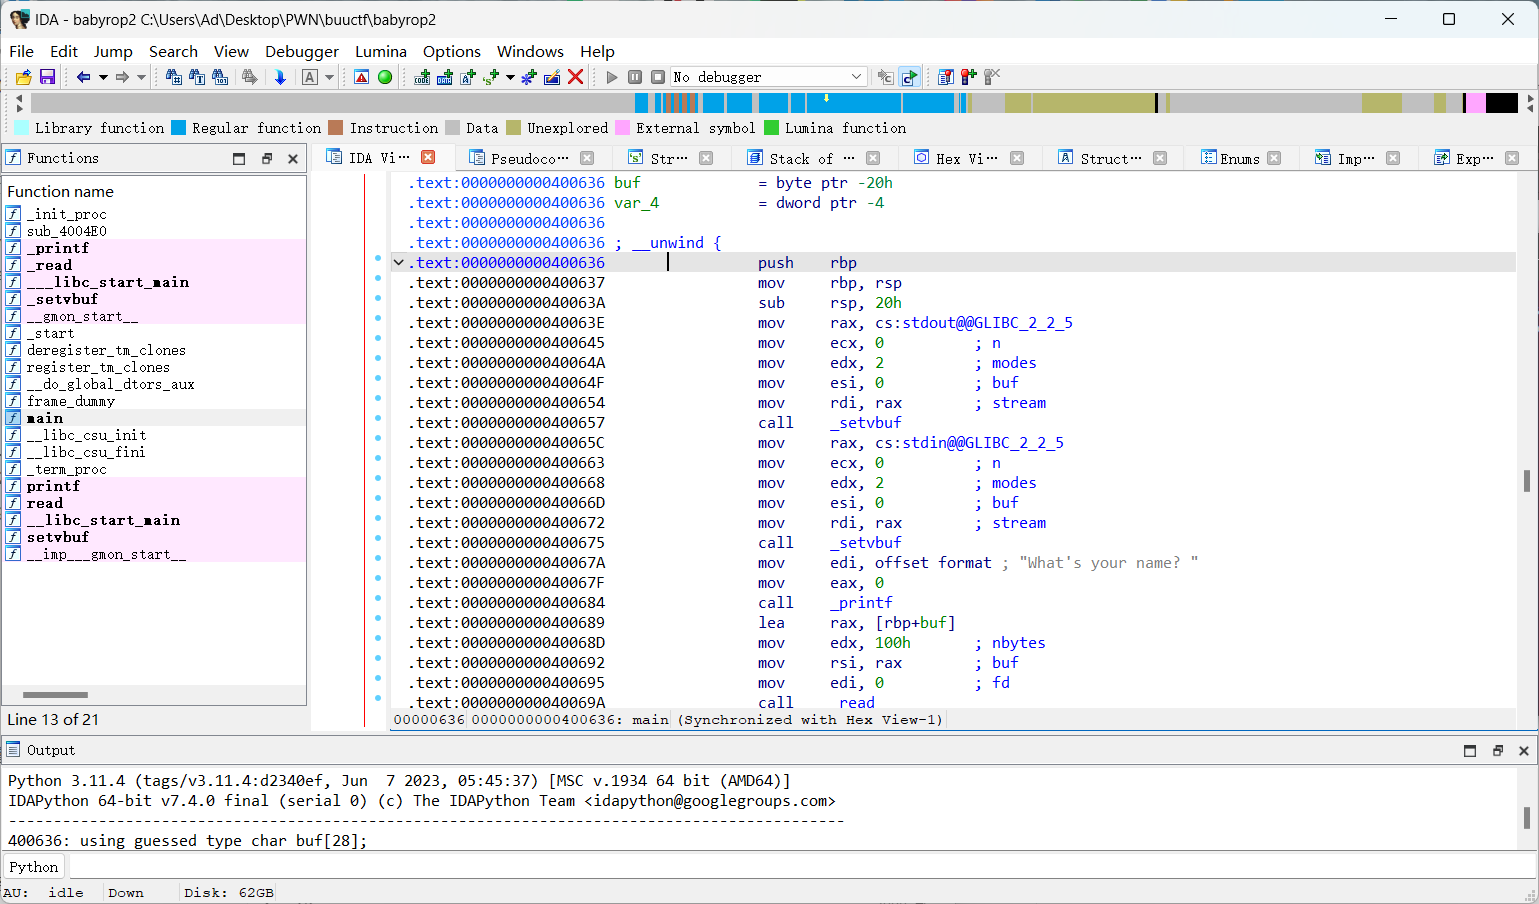 IDA - babyrop2 C:\Users\Ad\Desktop\PWN\buuctf\babyrop2
File Edit Jump Search View Debugger Lumina Options Windows Help
No debugger
Library function Regular function Instruction Data Unexplored External symbol Lumina function
Functions
IDA Vi··· Pseudoco··· Str··· Stack of ··· Hex Vi··· Struct··· Enums Imp··· Exp···
Function name
_init_proc
sub_4004E0
_printf
_read
___libc_start_main
_setvbuf
__gmon_start__
_start
deregister_tm_clones
register_tm_clones
__do_global_dtors_aux
frame_dummy
main
__libc_csu_init
__libc_csu_fini
_term_proc
printf
read
__libc_start_main
setvbuf
__imp___gmon_start__
Line 13 of 21
.text:0000000000400636 buf = byte ptr -20h
.text:0000000000400636 var_4 = dword ptr -4
.text:0000000000400636
.text:0000000000400636 ; __unwind {
.text:0000000000400636 push rbp
.text:0000000000400637 mov rbp, rsp
.text:000000000040063A sub rsp, 20h
.text:000000000040063E mov rax, cs:stdout@@GLIBC_2_2_5
.text:0000000000400645 mov ecx, 0 ; n
.text:000000000040064A mov edx, 2 ; modes
.text:000000000040064F mov esi, 0 ; buf
.text:0000000000400654 mov rdi, rax ; stream
.text:0000000000400657 call _setvbuf
.text:000000000040065C mov rax, cs:stdin@@GLIBC_2_2_5
.text:0000000000400663 mov ecx, 0 ; n
.text:0000000000400668 mov edx, 2 ; modes
.text:000000000040066D mov esi, 0 ; buf
.text:0000000000400672 mov rdi, rax ; stream
.text:0000000000400675 call _setvbuf
.text:000000000040067A mov edi, offset format ; "What's your name? "
.text:000000000040067F mov eax, 0
.text:0000000000400684 call _printf
.text:0000000000400689 lea rax, [rbp+buf]
.text:000000000040068D mov edx, 100h ; nbytes
.text:0000000000400692 mov rsi, rax ; buf
.text:0000000000400695 mov edi, 0 ; fd
.text:000000000040069A call _read
00000636 0000000000400636: main (Synchronized with Hex View-1)
Output
Python 3.11.4 (tags/v3.11.4:d2340ef, Jun  7 2023, 05:45:37) [MSC v.1934 64 bit (AMD64)]
IDAPython 64-bit v7.4.0 final (serial 0) (c) The IDAPython Team <idapython@googlegroups.com>
---------------------------------------------------------------------------------------------
400636: using guessed type char buf[28];
Python
AU: idle Down Disk: 62GB